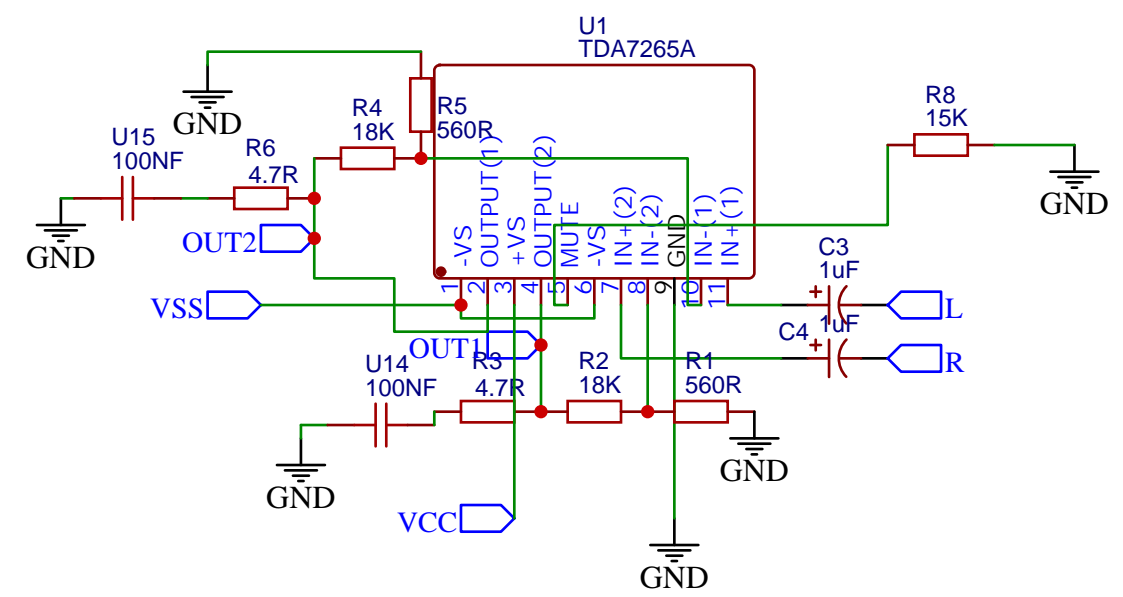 U1
TDA7265A
R5
560R
R4
18K
GND
R8
15K
GND
U15
100NF
R6
4.7R
GND
OUT2
-VS
OUTPUT(1)
+VS
OUTPUT(2)
MUTE
-VS
IN+(2)
IN-(2)
GND
IN-(1)
IN+(1)
1
2
3
4
5
6
7
8
9
10
11
VSS
C3
1uF
L
C4
1uF
R
OUT1
U14
100NF
R3
4.7R
R2
18K
R1
560R
GND
GND
VCC
GND